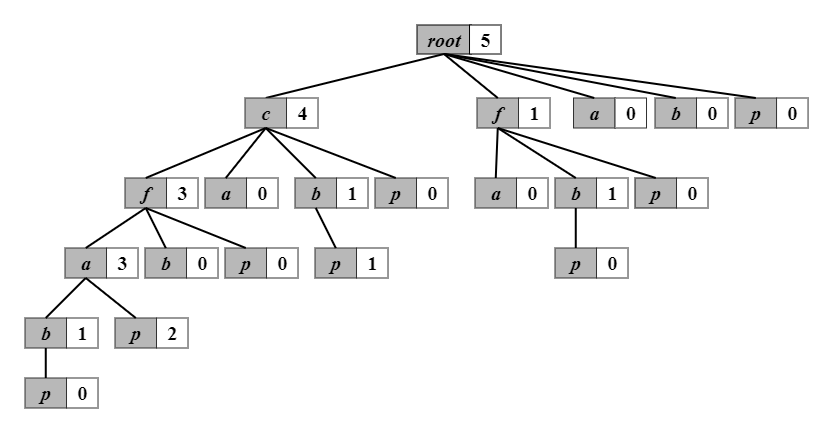 root 5
c 4 f 1 a 0 b 0 p 0
f 3 a 0 b 1 p 0 a 0 b 1 p 0
a 3 b 0 p 0 p 1 p 0
b 1 p 2
p 0